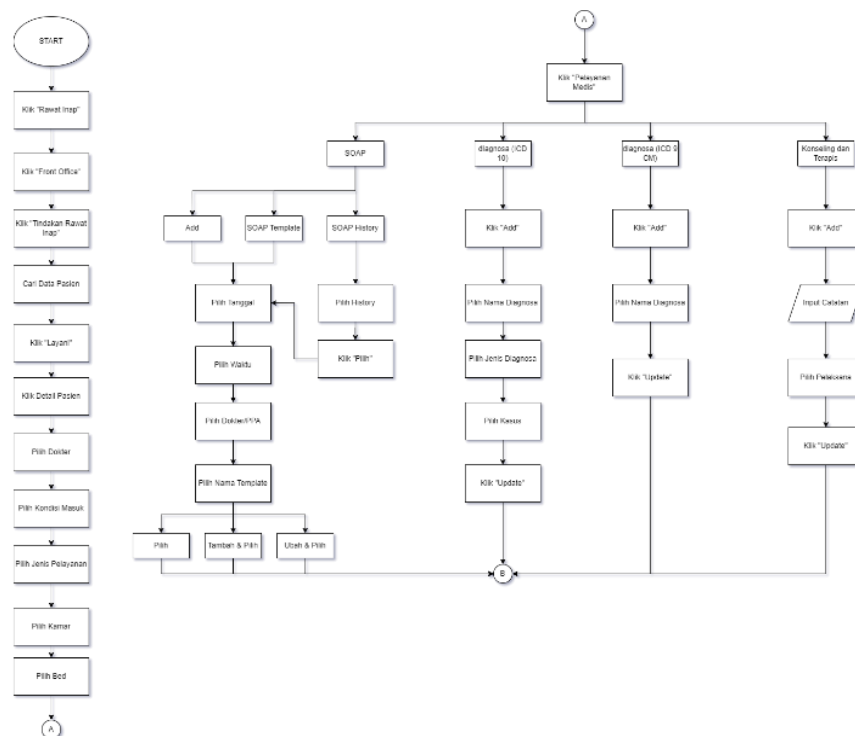 START
Klik "Rawat Inap"
Klik "Front Office"
Klik "Tindakan Rawat
Inap"
Cari Data Pasien
Klik "Layani"
Klik Detail Pasien
Pilih Dokter
Pilih Kondisi Masuk
Pilih Jenis Pelayanan
Pilih Kamar
Pilih Bed
A
A
Klik "Pelayanan
Medis"
SOAP
Add
SOAP Template
SOAP History
Pilih Tanggal
Pilih History
Klik "Pilih"
Pilih Waktu
Pilih Dokter/PPA
Pilih Nama Template
Pilih
Tambah & Pilih
Ubah & Pilih
diagnosa (ICD
10)
Klik "Add"
Pilih Nama Diagnosa
Pilih Jenis Diagnosa
Pilih Kasus
Klik "Update"
B
diagnosa (ICD 9
CM)
Klik "Add"
Pilih Nama Diagnosa
Klik "Update"
Konseling dan
Terapis
Klik "Add"
Input Catatan
Pilih Pelaksana
Klik "Update"